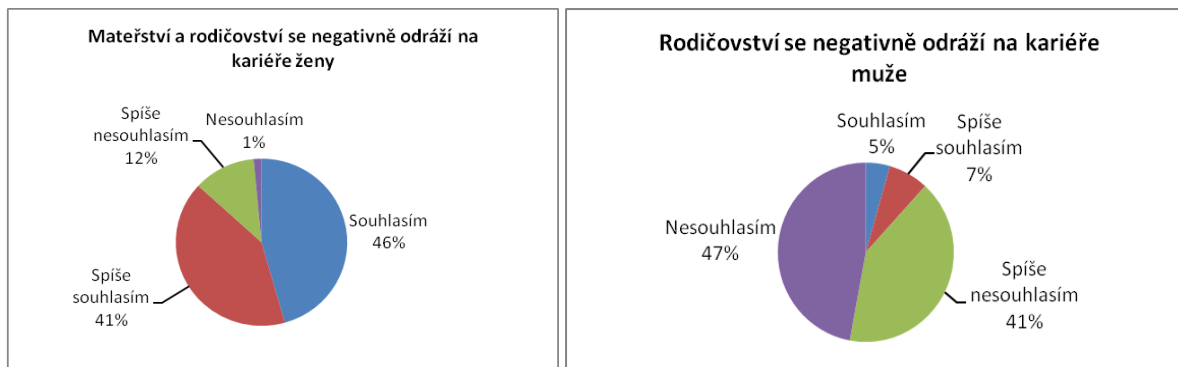 Mateřství a rodičovství se negativně odráží na
kariéře ženy
Spíše
nesouhlasím
12%
Nesouhlasím
1%
Souhlasím
46%
Spíše
souhlasím
41%
Rodičovství se negativně odráží na kariéře
muže
Souhlasím
5%
Spíše
souhlasím
7%
Nesouhlasím
47%
Spíše
nesouhlasím
41%